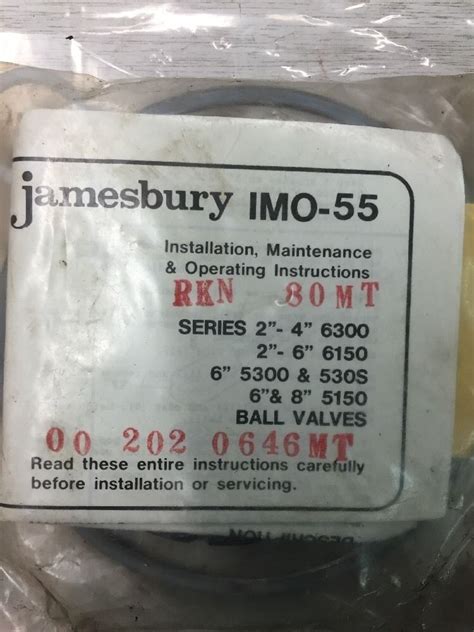 jamesbury IMO-55
Installation, Maintenance
& Operating Instructions
RKN 80MT
SERIES 2”- 4” 6300
2”- 6” 6150
6” 5300 & 530S
6”& 8” 5150
BALL VALVES
00 202 0646MT
Read these entire instructions carefully
before installation or servicing.
DESCRIPTION